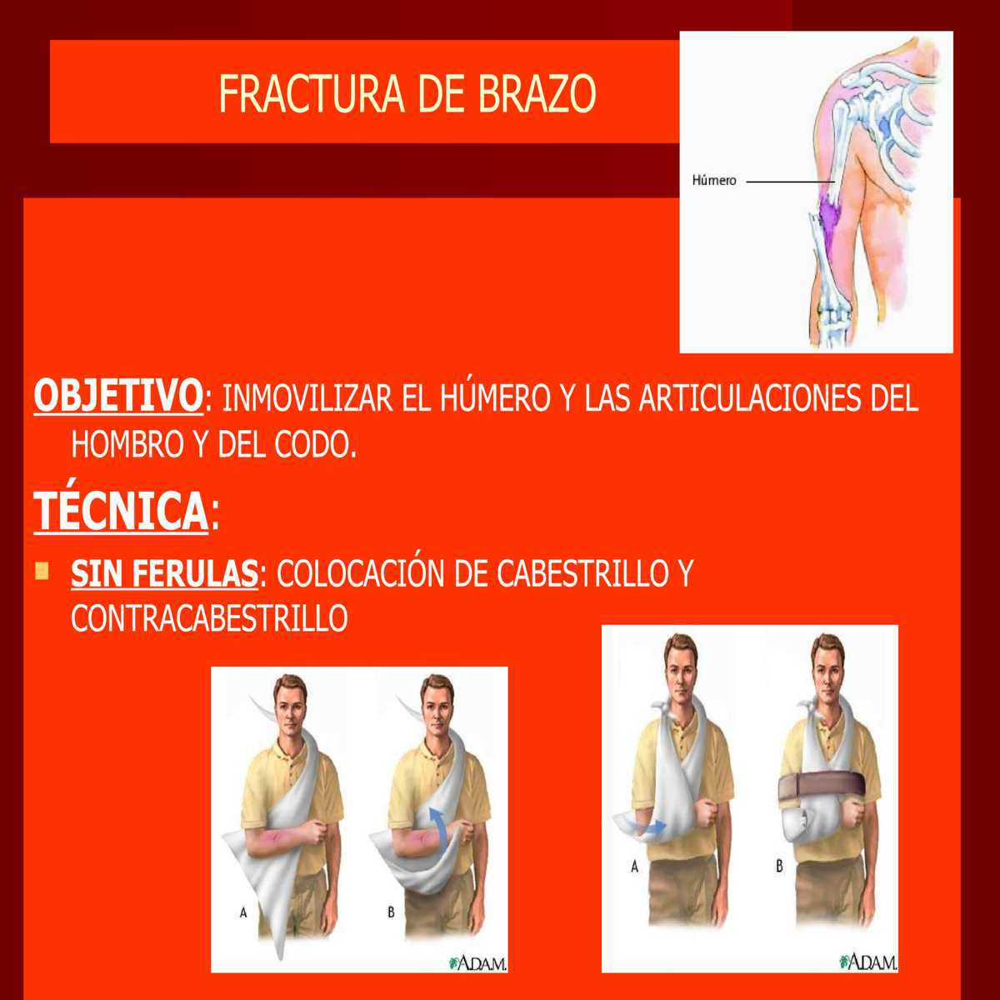 FRACTURA DE BRAZO
Húmero
OBJETIVO: INMOVILIZAR EL HÚMERO Y LAS ARTICULACIONES DEL
HOMBRO Y DEL CODO.
TÉCNICA:
SIN FERULAS: COLOCACIÓN DE CABESTRILLO Y
CONTRACABESTRILLO
A B
A B
A.D.A.M.
A.D.A.M.